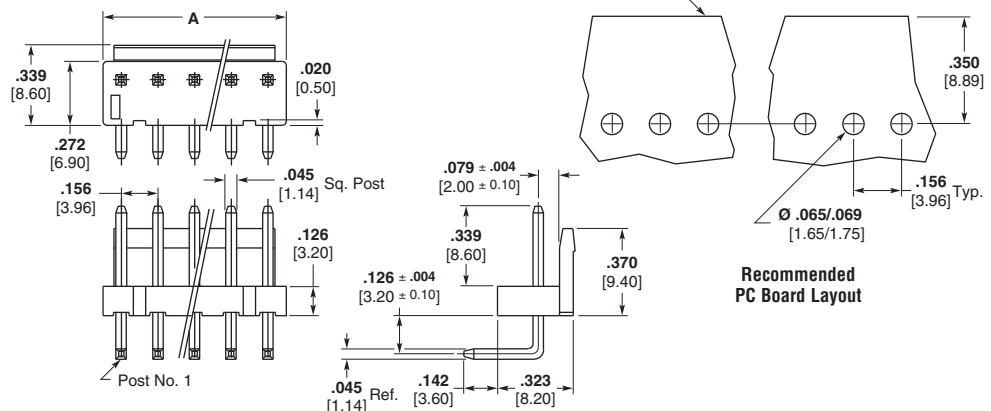 A
.339
[8.60]
.272
[6.90]
.020
[0.50]
.156
[3.96]
.045
[1.14] Sq. Post
.126
[3.20]
Post No. 1
.079 ± .004
[2.00 ± 0.10]
.339
[8.60]
.126 ± .004
[3.20 ± 0.10]
.370
[9.40]
.045
[1.14] Ref.
.142
[3.60]
.323
[8.20]
.350
[8.89]
.156
[3.96] Typ.
Ø .065/.069
[1.65/1.75]
Recommended
PC Board Layout